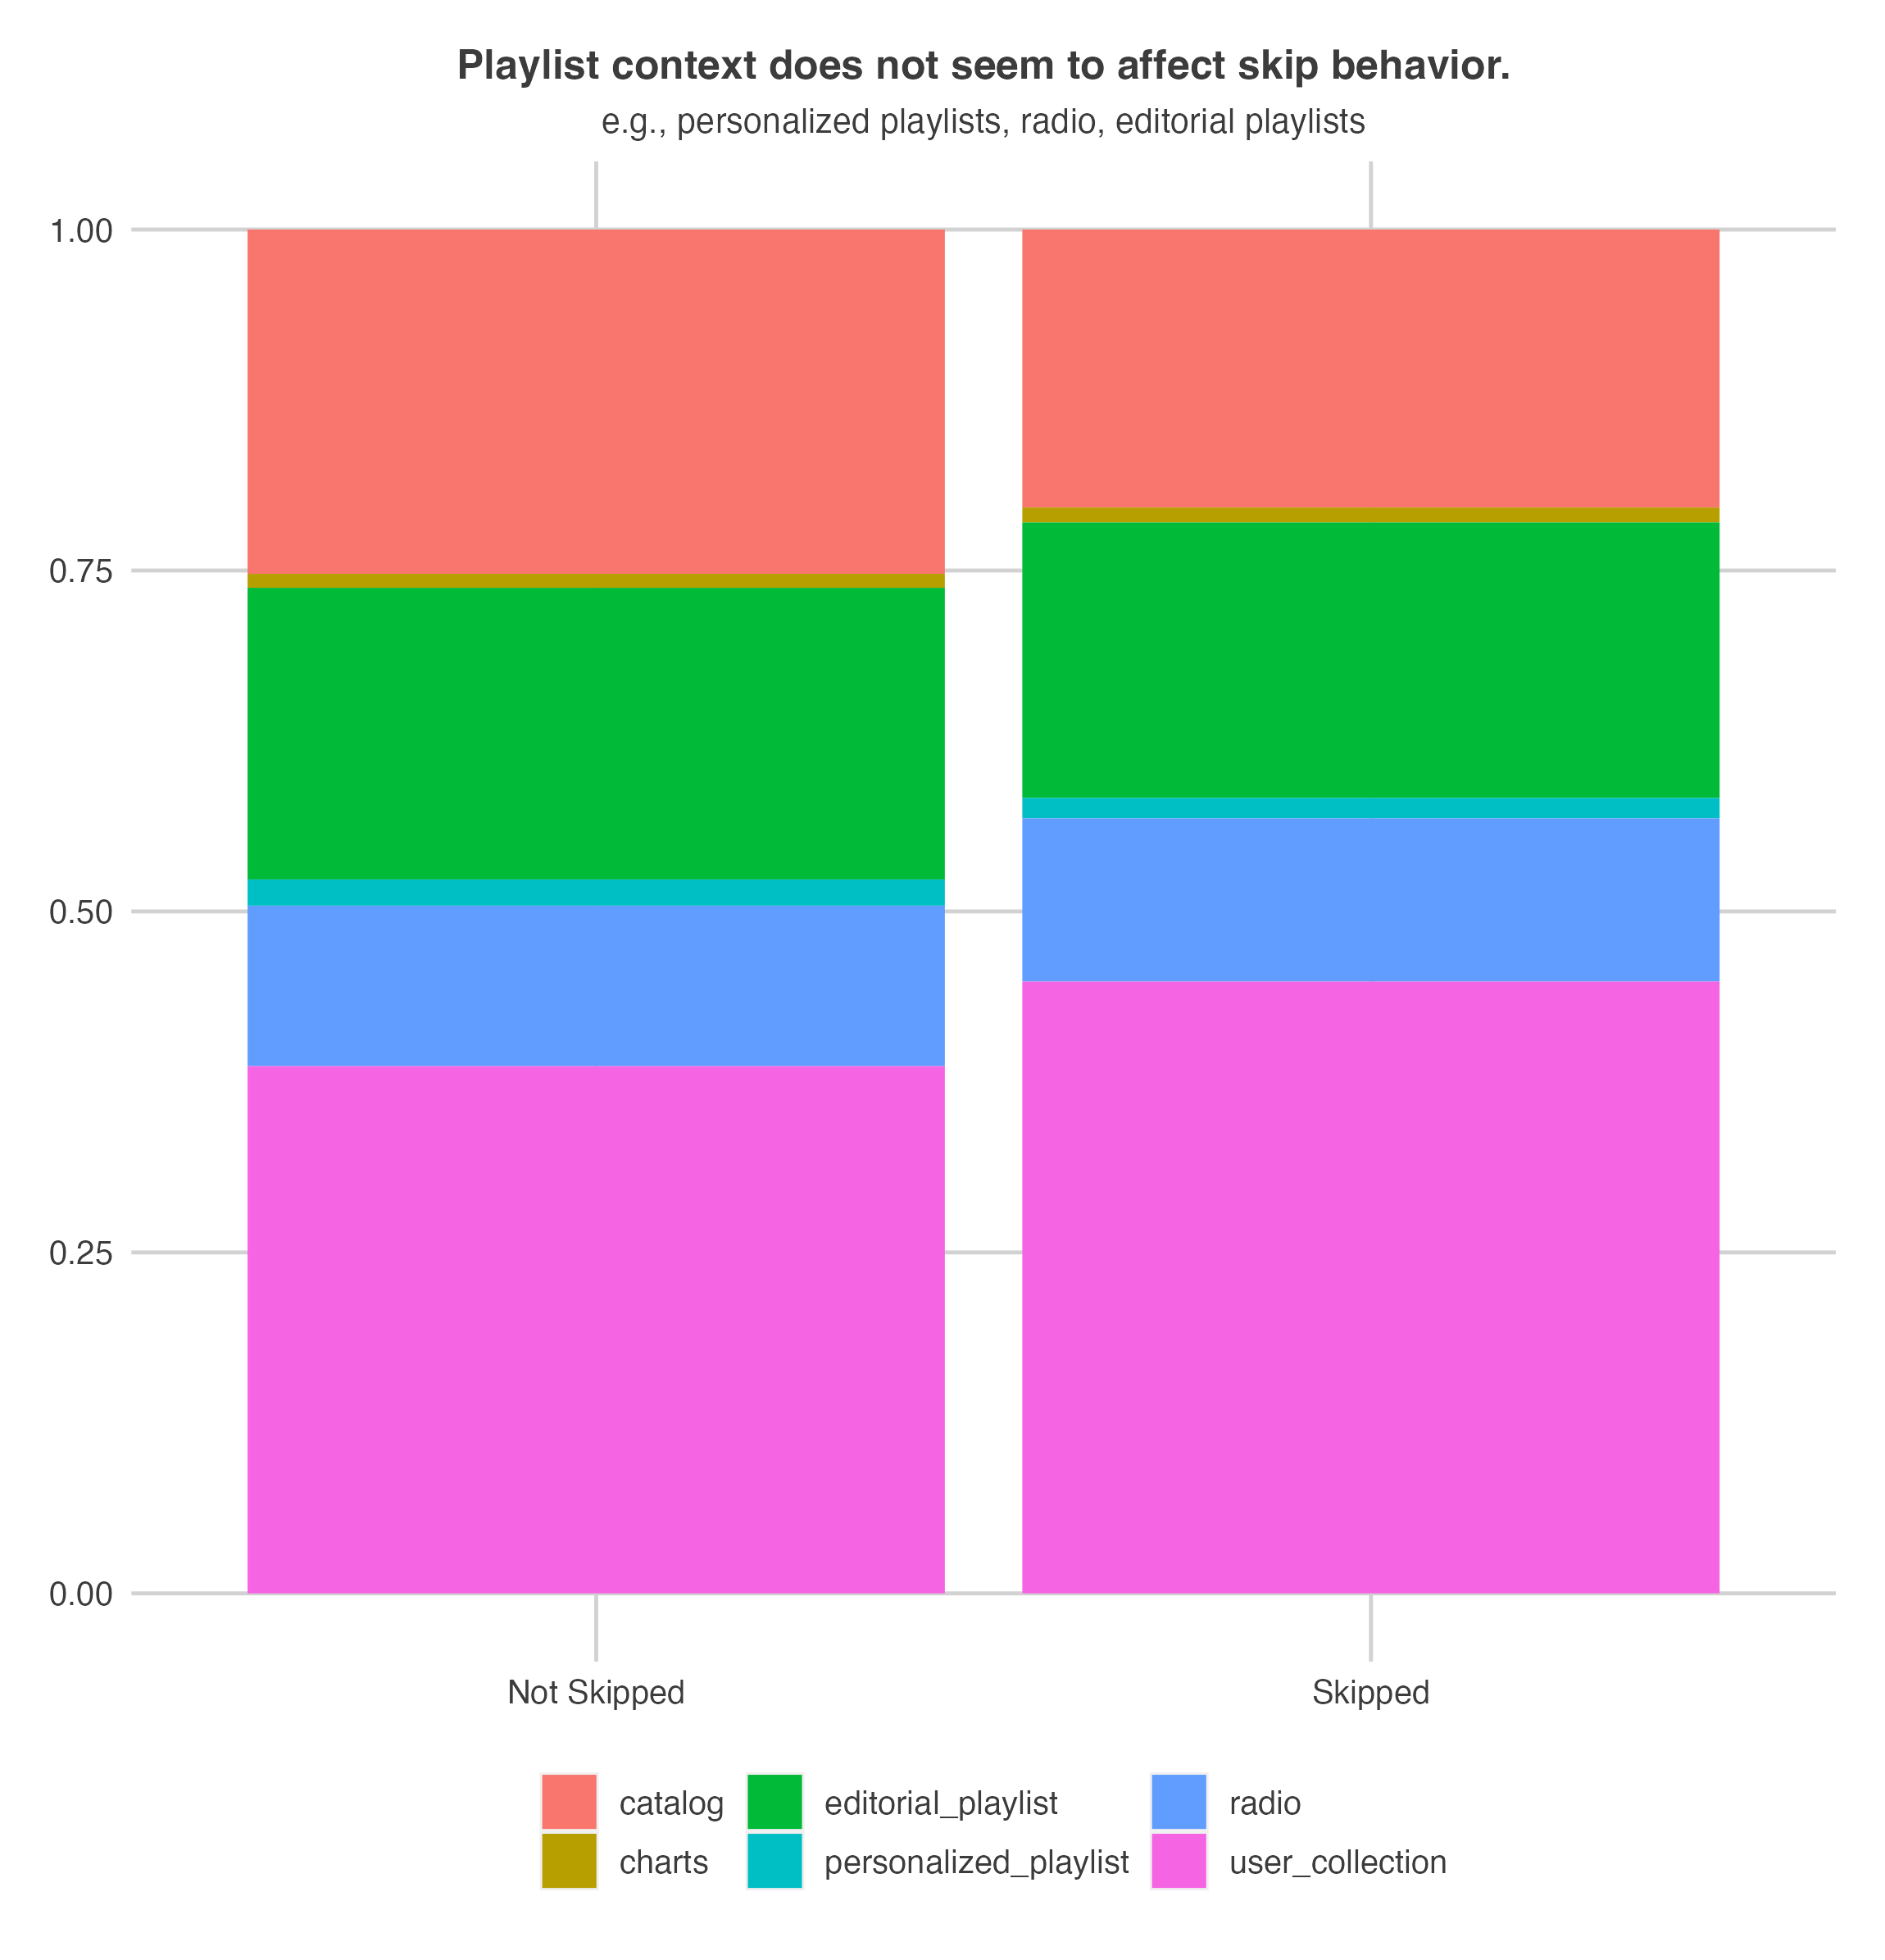 Playlist context does not seem to affect skip behavior.
e.g., personalized playlists, radio, editorial playlists
1.00
0.75
0.50
0.25
0.00
Not Skipped
Skipped
catalog
editorial_playlist
radio
charts
personalized_playlist
user_collection